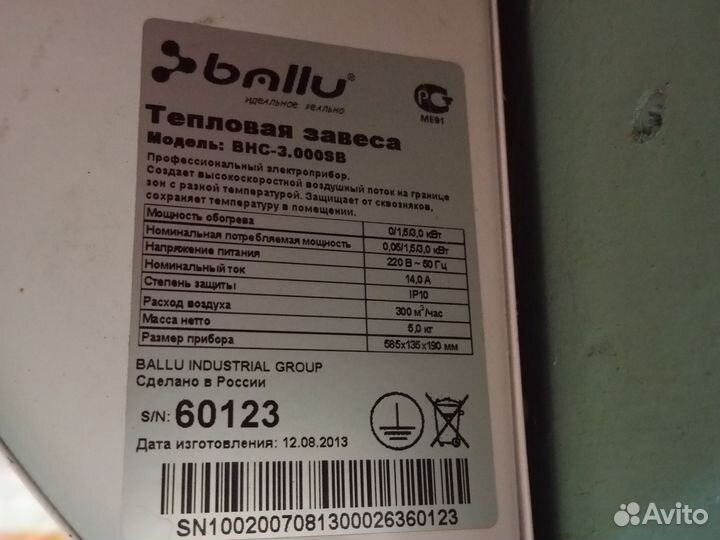 ballu®
идеальное реально
РСТ
МЕ91
Тепловая завеса
Модель: BHC-3.000SB
Профессиональный электроприбор.
Создает высокоскоростной воздушный поток на границе
зон с разной температурой. Защищает от сквозняков,
сохраняет температуру в помещении.
Мощность обогрева 0/1,5/3,0 кВт
Номинальная потребляемая мощность 0,05/1,5/3,0 кВт
Напряжение питания 220 В ~ 50 Гц
Номинальный ток 14,0 А
Степень защиты IP10
Расход воздуха 300 м³/час
Масса нетто 5,0 кг
Размер прибора 585x135x190 мм
BALLU INDUSTRIAL GROUP
Сделано в России
S/N: 60123
Дата изготовления: 12.08.2013
SN1002007081300026360123
Avito